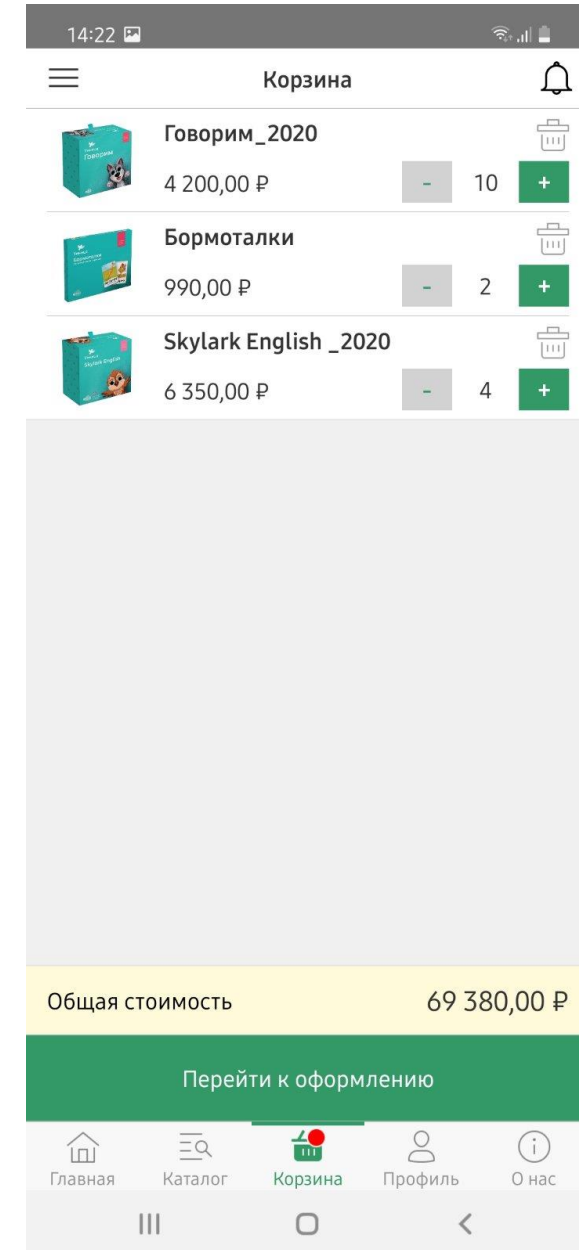 14:22
Корзина
Говорим_2020
4 200,00 ₽
- 10 +
Бормоталки
990,00 ₽
- 2 +
Skylark English _2020
6 350,00 ₽
- 4 +
Общая стоимость 69 380,00 ₽
Перейти к оформлению
Главная Каталог Корзина Профиль О нас